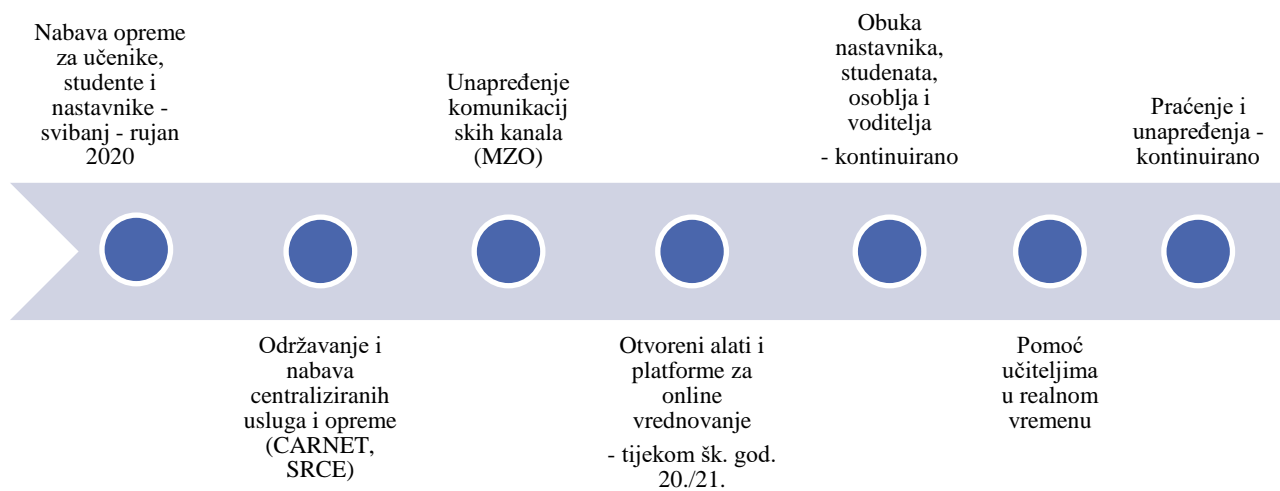 Nabava opreme
za učenike,
studente i
nastavnike -
svibanj - rujan
2020
Održavanje i
nabava
centraliziranih
usluga i opreme
(CARNET,
SRCE)
Unapređenje
komunikacij
skih kanala
(MZO)
Otvoreni alati i
platforme za
online
vrednovanje
- tijekom šk. god.
20./21.
Obuka
nastavnika,
studenata,
osoblja i
voditelja
- kontinuirano
Pomoć
učiteljima
u realnom
vremenu
Praćenje i
unapređenja -
kontinuirano